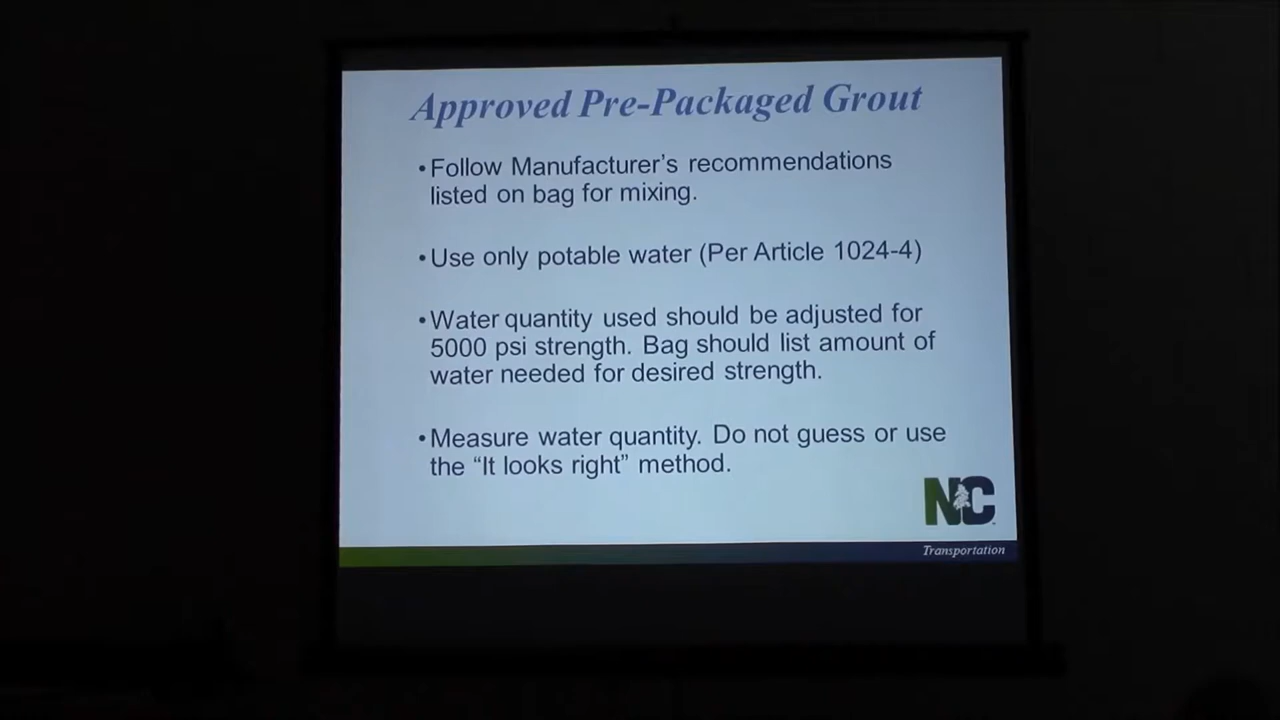 Approved Pre-Packaged Grout
•Follow Manufacturer's recommendations
listed on bag for mixing.
•Use only potable water (Per Article 1024-4)
•Water quantity used should be adjusted for
5000 psi strength. Bag should list amount of
water needed for desired strength.
•Measure water quantity. Do not guess or use
the “It looks right” method.
NC
Transportation